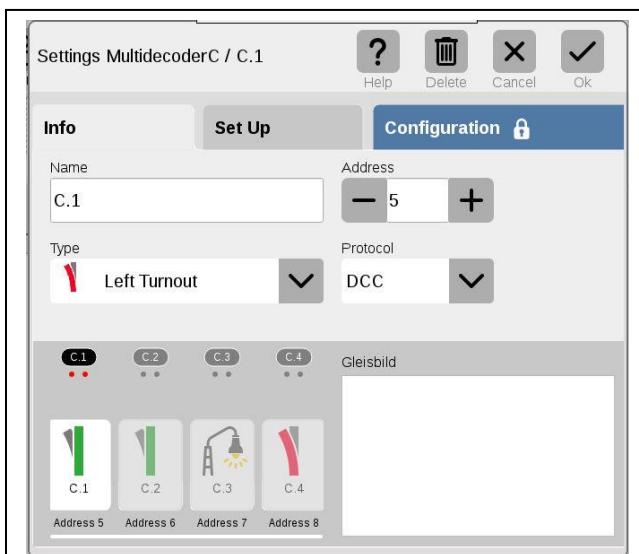 Settings MultidecoderC / C.1
?
Help Delete Cancel Ok
Info Set Up Configuration
Name Address
C.1 5
Type Protocol
Left Turnout DCC
C.1 C.2 C.3 C.4 Gleisbild
C.1 C.2 C.3 C.4
Address 5 Address 6 Address 7 Address 8